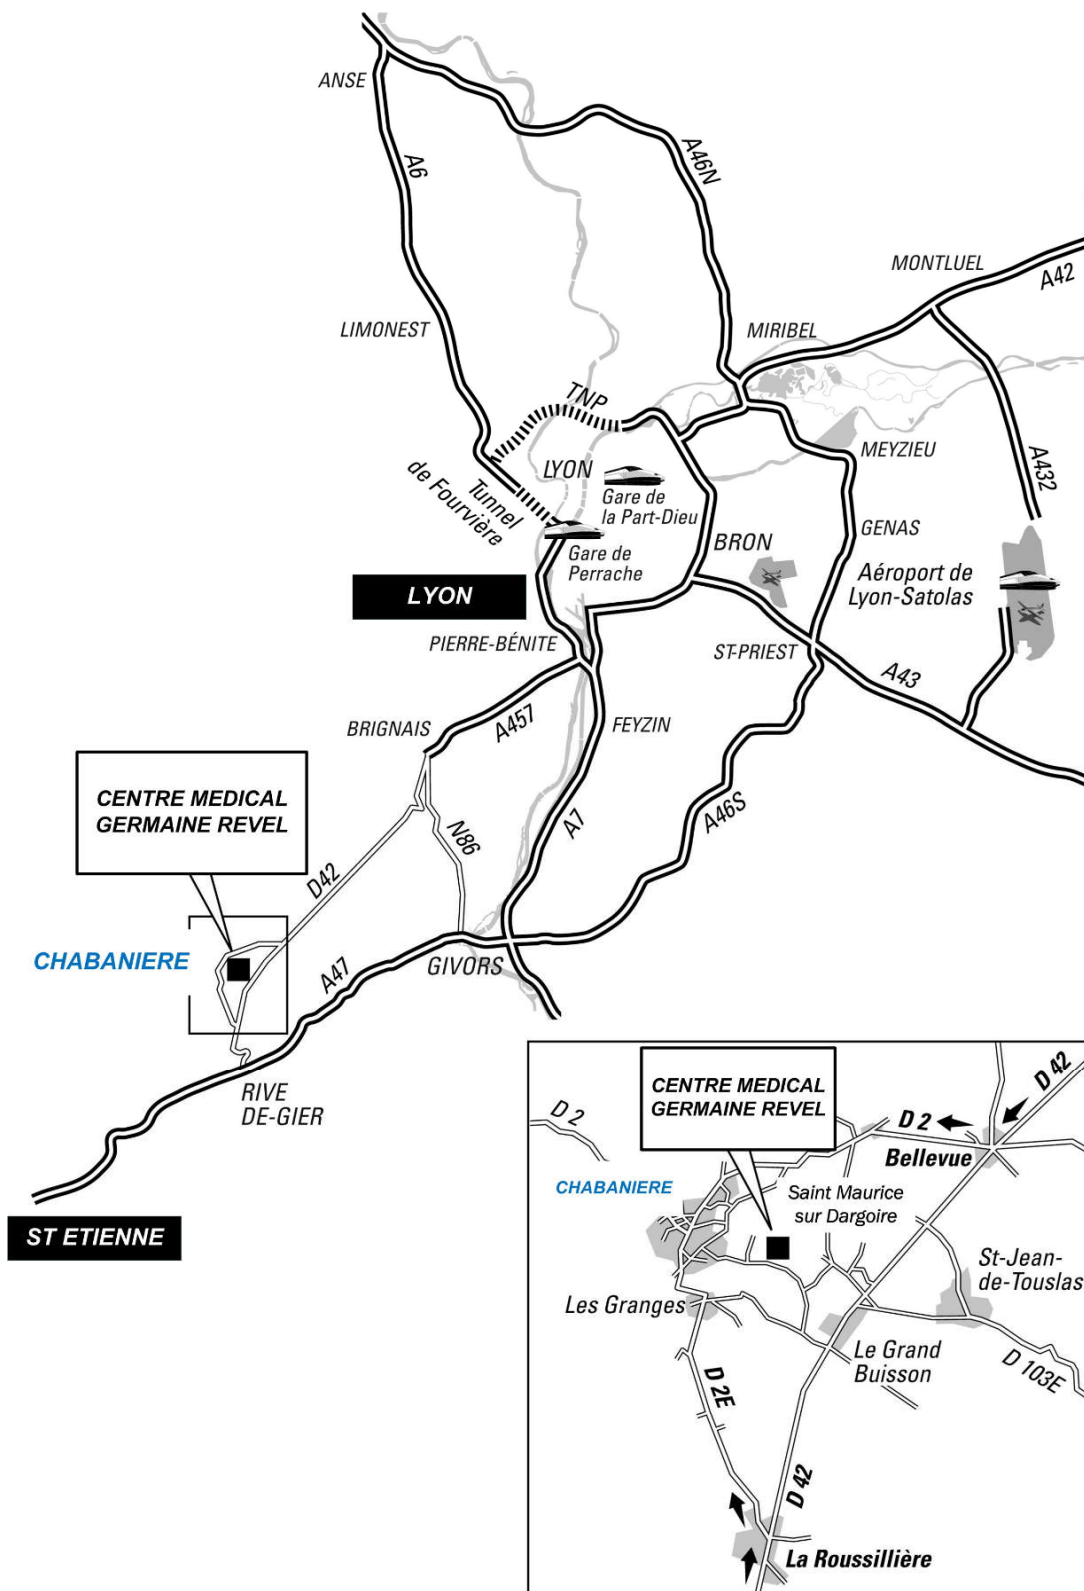 ANSE
A6
A46N
MONTLUEL
A42
LIMONEST
MIRIBEL
TNP
MEYZIEU
A432
LYON
Tunnel
de Fourvière
Gare de
la Part-Dieu
GENAS
BRON
Gare de
Perrache
Aéroport de
Lyon-Satolas
LYON
PIERRE-BÉNITE
ST-PRIEST
A43
BRIGNAIS
A457
FEYZIN
CENTRE MEDICAL
GERMAINE REVEL
A7
A46S
N86
D42
CHABANIERE
A47
GIVORS
RIVE
DE-GIER
ST ETIENNE
CENTRE MEDICAL
GERMAINE REVEL
D 42
D 2
D 2
Bellevue
CHABANIERE
Saint Maurice
sur Dargoire
St-Jean-
de-Touslas
Les Granges
Le Grand
Buisson
D 103E
D 2E
D 42
La Roussillière